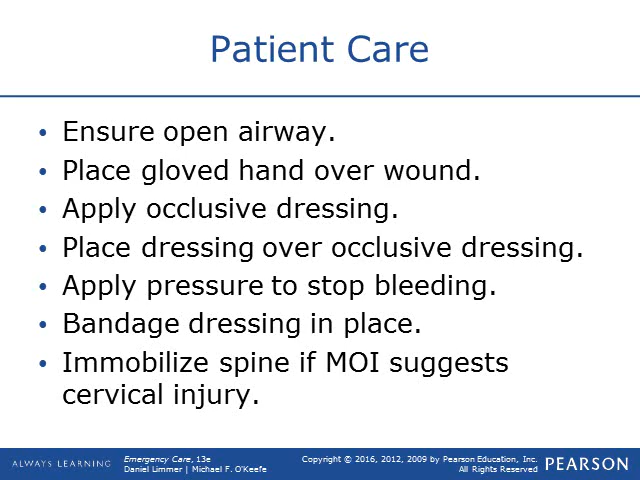 Patient Care
• Ensure open airway.
• Place gloved hand over wound.
• Apply occlusive dressing.
• Place dressing over occlusive dressing.
• Apply pressure to stop bleeding.
• Bandage dressing in place.
• Immobilize spine if MOI suggests
cervical injury.
ALWAYS LEARNING
Emergency Care, 13e
Daniel Limmer | Michael F. O'Keefe
Copyright © 2016, 2012, 2009 by Pearson Education, Inc.
All Rights Reserved
PEARSON